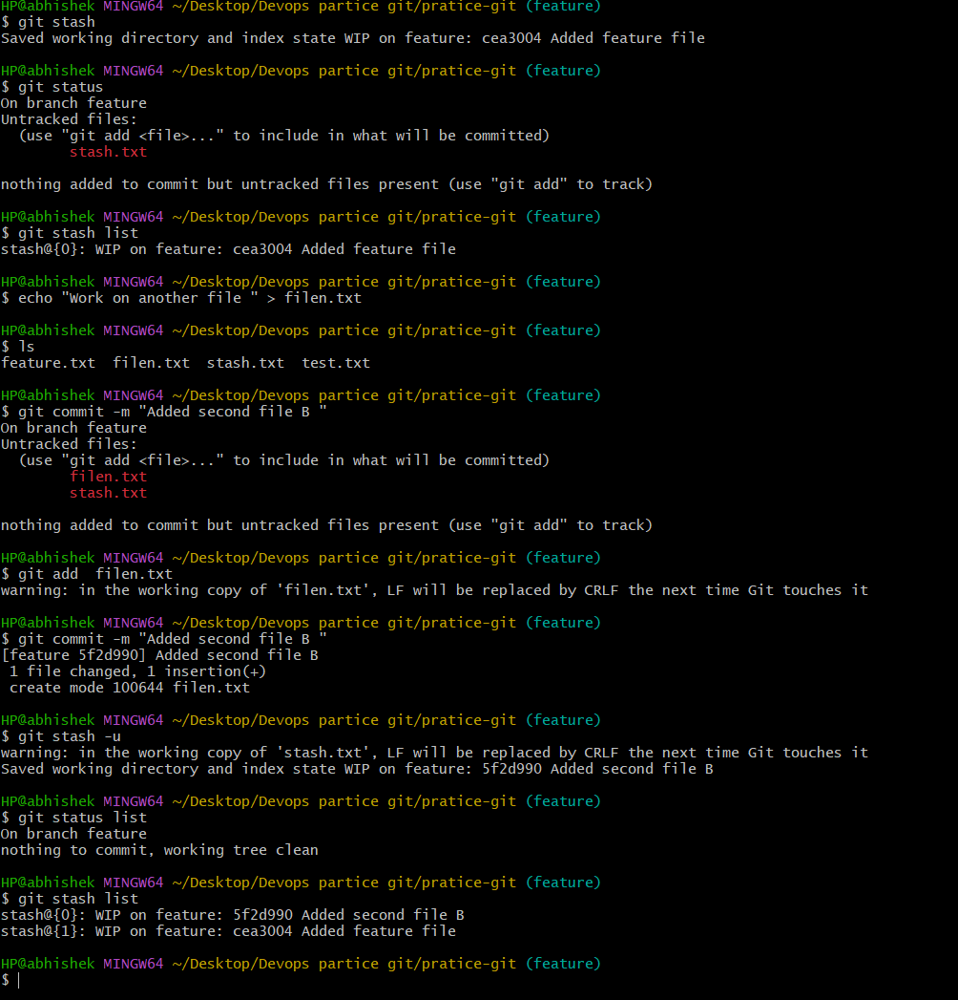 HP@abhishek MINGW64 ~/Desktop/Devops partice git/pratice-git (feature)
$ git stash
Saved working directory and index state WIP on feature: cea3004 Added feature file

HP@abhishek MINGW64 ~/Desktop/Devops partice git/pratice-git (feature)
$ git status
On branch feature
Untracked files:
  (use "git add <file>..." to include in what will be committed)
        stash.txt

nothing added to commit but untracked files present (use "git add" to track)

HP@abhishek MINGW64 ~/Desktop/Devops partice git/pratice-git (feature)
$ git stash list
stash@{0}: WIP on feature: cea3004 Added feature file

HP@abhishek MINGW64 ~/Desktop/Devops partice git/pratice-git (feature)
$ echo "Work on another file " > filen.txt

HP@abhishek MINGW64 ~/Desktop/Devops partice git/pratice-git (feature)
$ ls
feature.txt  filen.txt  stash.txt  test.txt

HP@abhishek MINGW64 ~/Desktop/Devops partice git/pratice-git (feature)
$ git commit -m "Added second file B "
On branch feature
Untracked files:
  (use "git add <file>..." to include in what will be committed)
        filen.txt
        stash.txt

nothing added to commit but untracked files present (use "git add" to track)

HP@abhishek MINGW64 ~/Desktop/Devops partice git/pratice-git (feature)
$ git add  filen.txt
warning: in the working copy of 'filen.txt', LF will be replaced by CRLF the next time Git touches it

HP@abhishek MINGW64 ~/Desktop/Devops partice git/pratice-git (feature)
$ git commit -m "Added second file B "
[feature 5f2d990] Added second file B
 1 file changed, 1 insertion(+)
 create mode 100644 filen.txt

HP@abhishek MINGW64 ~/Desktop/Devops partice git/pratice-git (feature)
$ git stash -u
warning: in the working copy of 'stash.txt', LF will be replaced by CRLF the next time Git touches it
Saved working directory and index state WIP on feature: 5f2d990 Added second file B

HP@abhishek MINGW64 ~/Desktop/Devops partice git/pratice-git (feature)
$ git status list
On branch feature
nothing to commit, working tree clean

HP@abhishek MINGW64 ~/Desktop/Devops partice git/pratice-git (feature)
$ git stash list
stash@{0}: WIP on feature: 5f2d990 Added second file B
stash@{1}: WIP on feature: cea3004 Added feature file

HP@abhishek MINGW64 ~/Desktop/Devops partice git/pratice-git (feature)
$